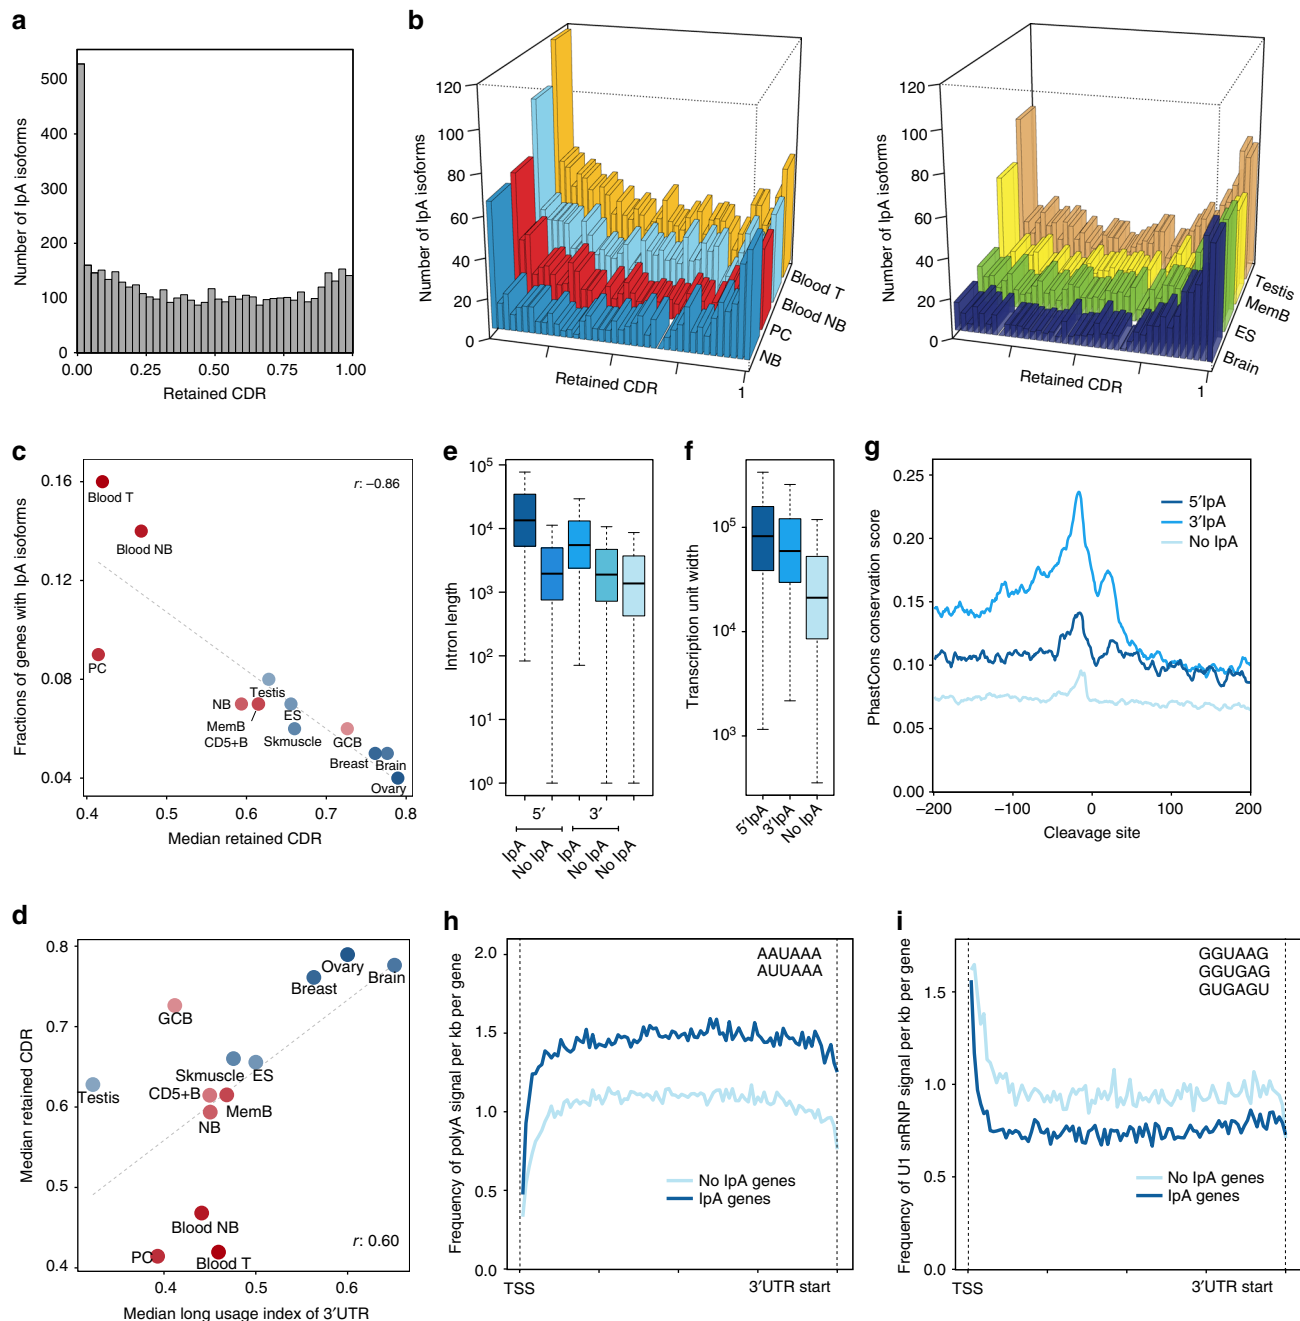 a
500
400
300
200
100
0
0.00
0.25
0.50
0.75
1.00
Number of IpA isoforms
Retained CDR
b
120
100
80
60
40
20
0
Number of IpA isoforms
Retained CDR
1
Blood T
Blood NB
PC
NB
120
100
80
60
40
20
0
Number of IpA isoforms
Retained CDR
1
Testis
MemB
ES
Brain
c
0.16
0.12
0.08
0.04
0.4
0.5
0.6
0.7
0.8
Fractions of genes with IpA isoforms
Median retained CDR
r: –0.86
Blood T
Blood NB
PC
Testis
NB
ES
MemB
CD5+B
Skmuscle
GCB
Breast
Brain
Ovary
e
10⁵
10⁴
10³
10²
10¹
10⁰
Intron length
5′
3′
IpA
No IpA
IpA
No IpA
No IpA
f
10⁵
10⁴
10³
Transcription unit width
5′IpA
3′IpA
No IpA
g
0.25
0.20
0.15
0.10
0.05
0.00
–200
–100
0
100
200
PhastCons conservation score
Cleavage site
5′IpA
3′IpA
No IpA
d
0.8
0.7
0.6
0.5
0.4
0.4
0.5
0.6
Median retained CDR
Median long usage index of 3′UTR
Ovary
Breast
Brain
GCB
Skmuscle
ES
Testis
CD5+B
MemB
NB
Blood NB
PC
Blood T
r: 0.60
h
2.0
1.5
1.0
0.5
0.0
Frequency of polyA signal per kb per gene
AAUAAA
AUUAAA
No IpA genes
IpA genes
TSS
3′UTR start
i
1.5
1.0
0.5
0.0
Frequency of U1 snRNP signal per kb per gene
GGUAAG
GGUGAG
GUGAGU
No IpA genes
IpA genes
TSS
3′UTR start